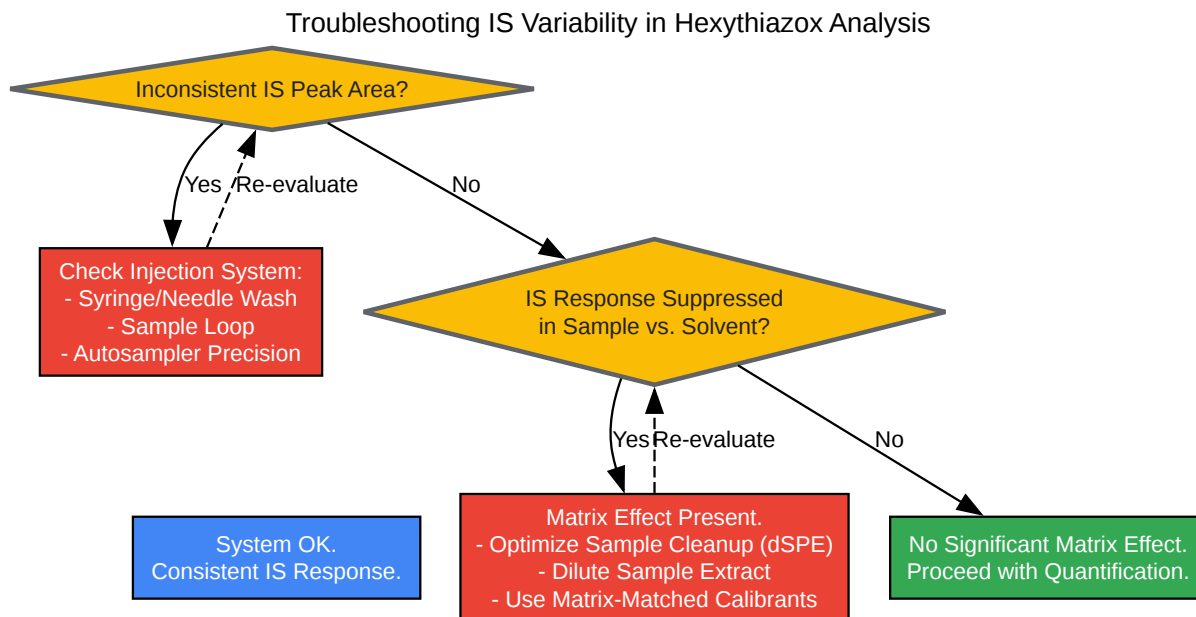 Troubleshooting IS Variability in Hexythiazox Analysis
Inconsistent IS Peak Area?
Yes
Re-evaluate
No
Check Injection System:
- Syringe/Needle Wash
- Sample Loop
- Autosampler Precision
IS Response Suppressed
in Sample vs. Solvent?
Yes
Re-evaluate
No
System OK.
Consistent IS Response.
Matrix Effect Present.
- Optimize Sample Cleanup (dSPE)
- Dilute Sample Extract
- Use Matrix-Matched Calibrants
No Significant Matrix Effect.
Proceed with Quantification.